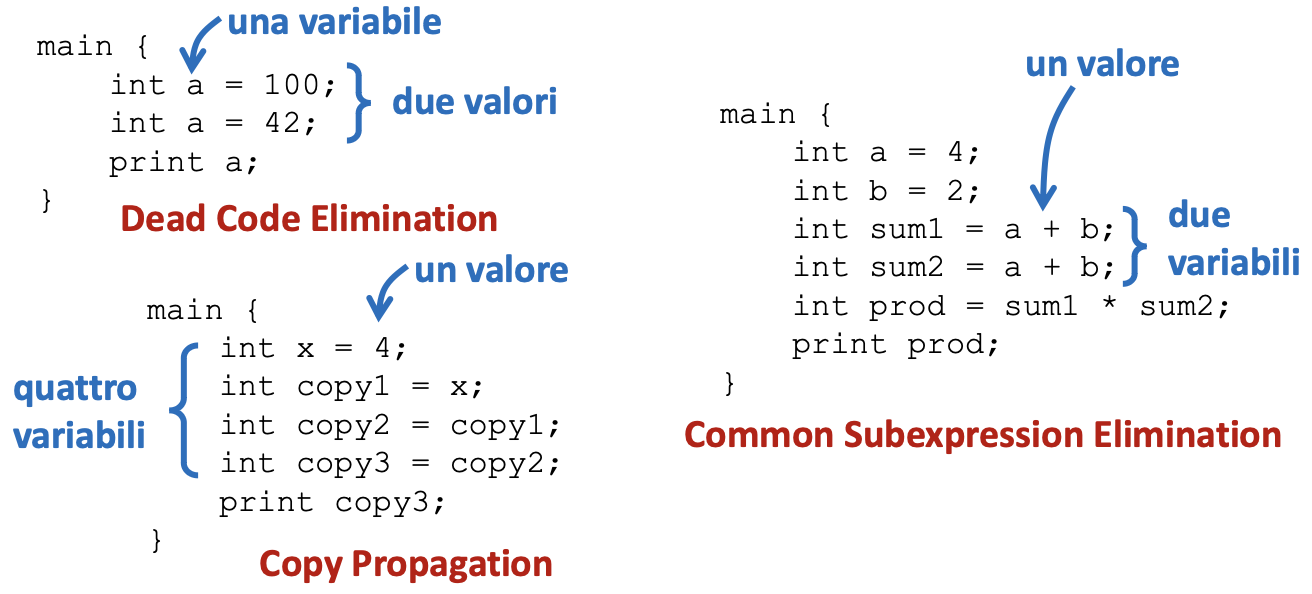 una variabile
main {
int a = 100;
int a = 42;
due valori
print a;
}
Dead Code Elimination
un valore
main {
int x = 4;
int copy1 = x;
int copy2 = copy1;
int copy3 = copy2;
quattro
variabili
print copy3;
}
Copy Propagation
un valore
main {
int a = 4;
int b = 2;
int sum1 = a + b;
int sum2 = a + b;
due
variabili
int prod = sum1 * sum2;
print prod;
}
Common Subexpression Elimination